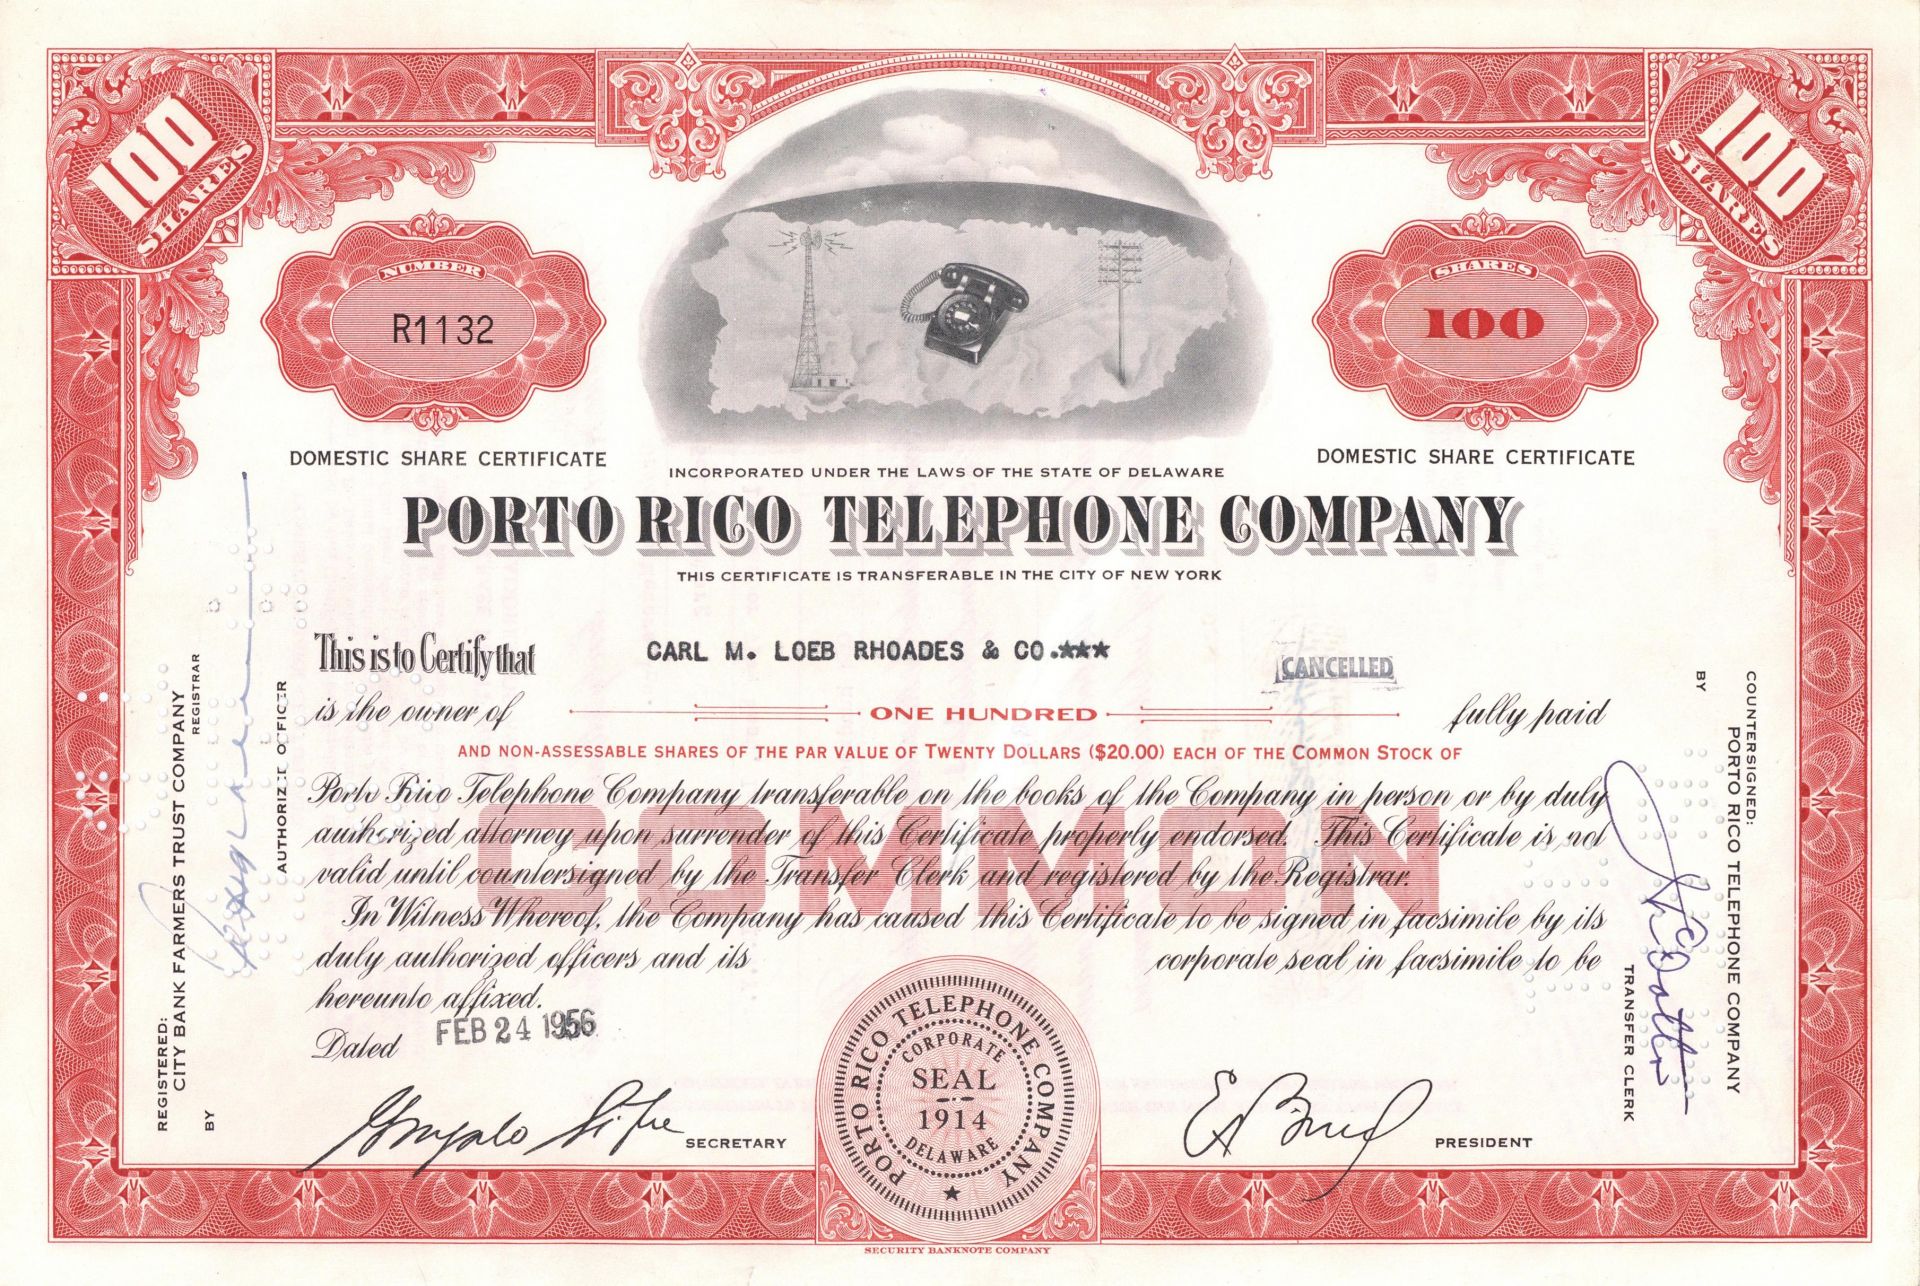 100
SHARES
100
SHARES
NUMBER
R1132
SHARES
100
DOMESTIC SHARE CERTIFICATE
DOMESTIC SHARE CERTIFICATE
INCORPORATED UNDER THE LAWS OF THE STATE OF DELAWARE
PORTO RICO TELEPHONE COMPANY
THIS CERTIFICATE IS TRANSFERABLE IN THE CITY OF NEW YORK
This is to Certify that CARL M. LOEB RHOADES & CO.***
CANCELLED
is the owner of ONE HUNDRED fully paid
AND NON-ASSESSABLE SHARES OF THE PAR VALUE OF TWENTY DOLLARS ($20.00) EACH OF THE COMMON STOCK OF
Porto Rico Telephone Company transferable on the books of the Company in person or by duly
authorized attorney upon surrender of this Certificate properly endorsed. This Certificate is not
valid until countersigned by the Transfer Clerk and registered by the Registrar.
In Witness Whereof, the Company has caused this Certificate to be signed in facsimile by its
duly authorized officers and its corporate seal in facsimile to be
hereunto affixed.
COMMON
Dated FEB 24 1956
SECRETARY
PRESIDENT
PORTO RICO TELEPHONE COMPANY
CORPORATE
SEAL
1914
DELAWARE
REGISTERED:
CITY BANK FARMERS TRUST COMPANY
REGISTRAR
BY
AUTHORIZED OFFICER
COUNTERSIGNED:
PORTO RICO TELEPHONE COMPANY
BY
TRANSFER CLERK
SECURITY BANKNOTE COMPANY